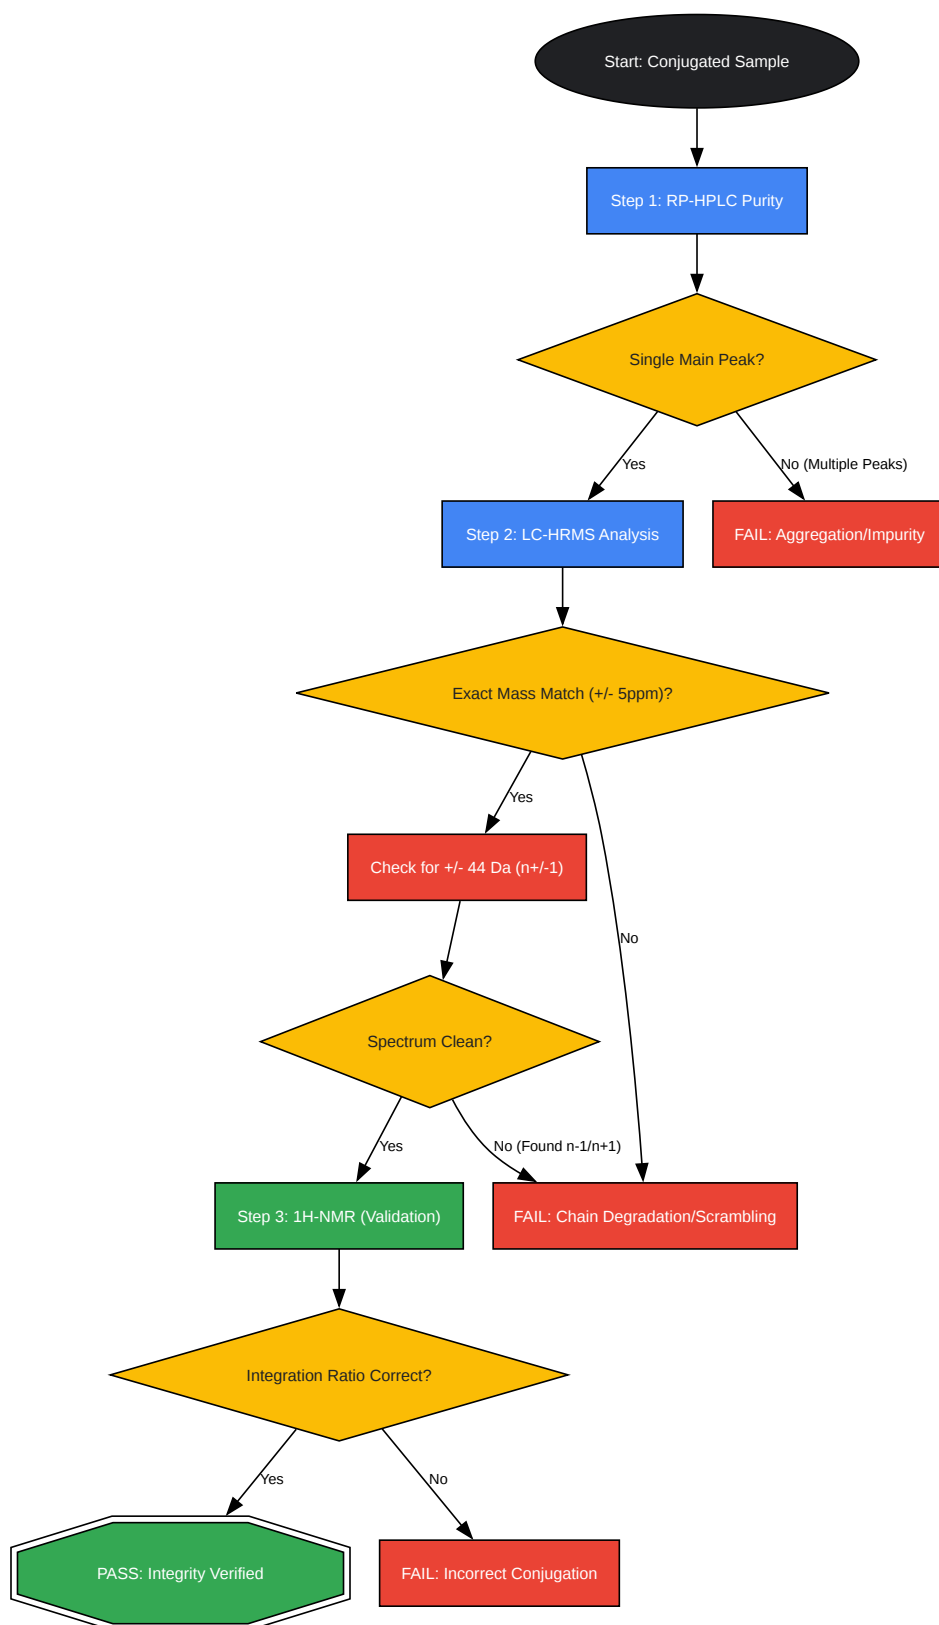 Start: Conjugated Sample
Step 1: RP-HPLC Purity
Single Main Peak?
Yes
No (Multiple Peaks)
Step 2: LC-HRMS Analysis
FAIL: Aggregation/Impurity
Exact Mass Match (+/- 5ppm)?
Yes
Check for +/- 44 Da (n+/-1)
No
Spectrum Clean?
Yes
No (Found n-1/n+1)
Step 3: 1H-NMR (Validation)
FAIL: Chain Degradation/Scrambling
Integration Ratio Correct?
Yes
No
PASS: Integrity Verified
FAIL: Incorrect Conjugation